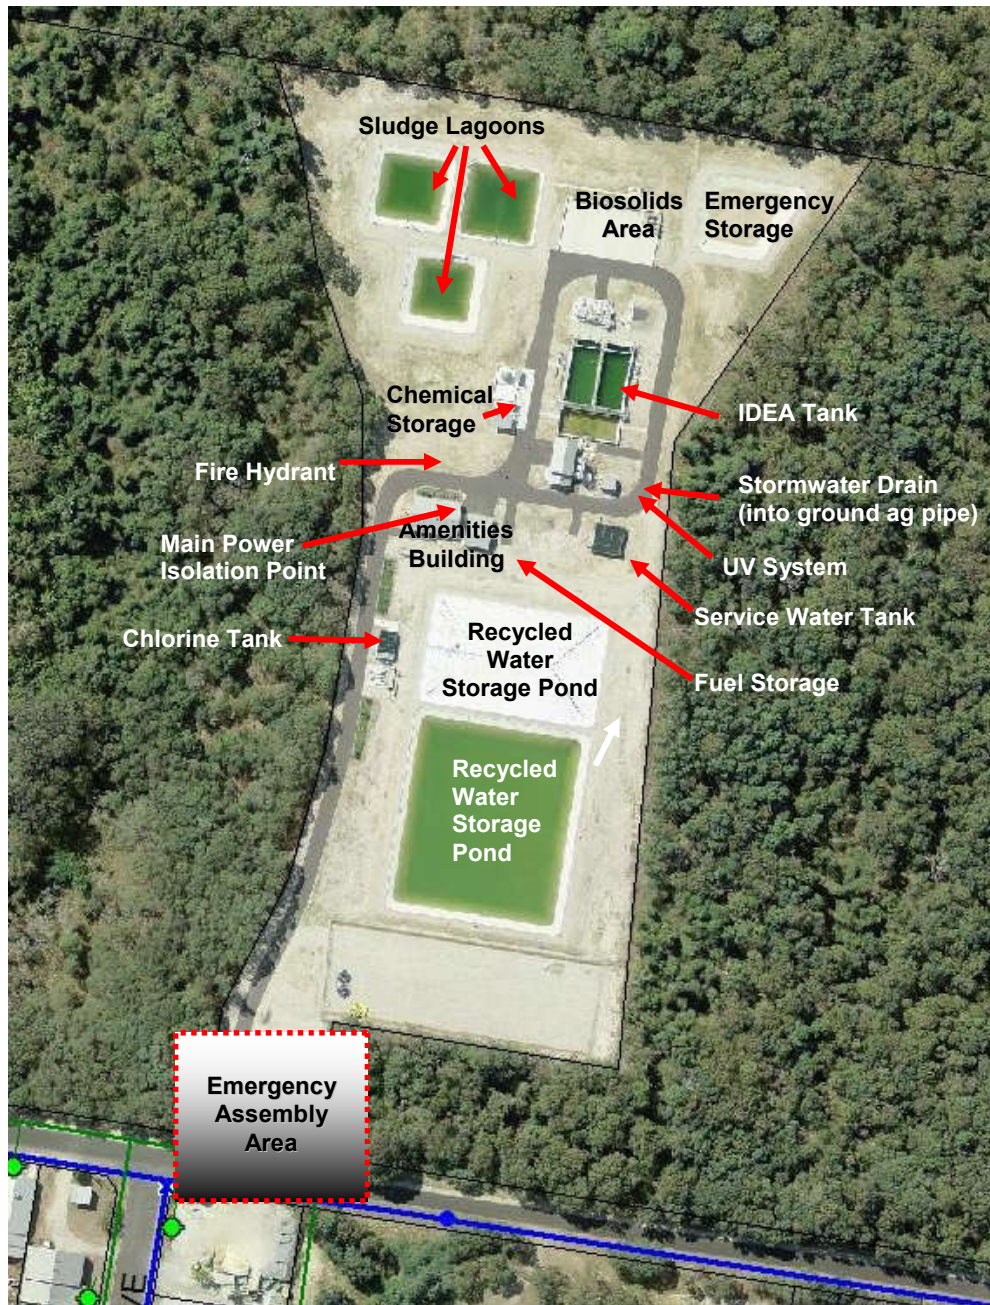 Sludge Lagoons
Biosolids
Area
Emergency
Storage
Chemical
Storage
IDEA Tank
Fire Hydrant
Stormwater Drain
(into ground ag pipe)
Main Power
Isolation Point
Amenities
Building
UV System
Service Water Tank
Chlorine Tank
Recycled
Water
Storage Pond
Fuel Storage
Recycled
Water
Storage
Pond
Emergency
Assembly
Area
VE